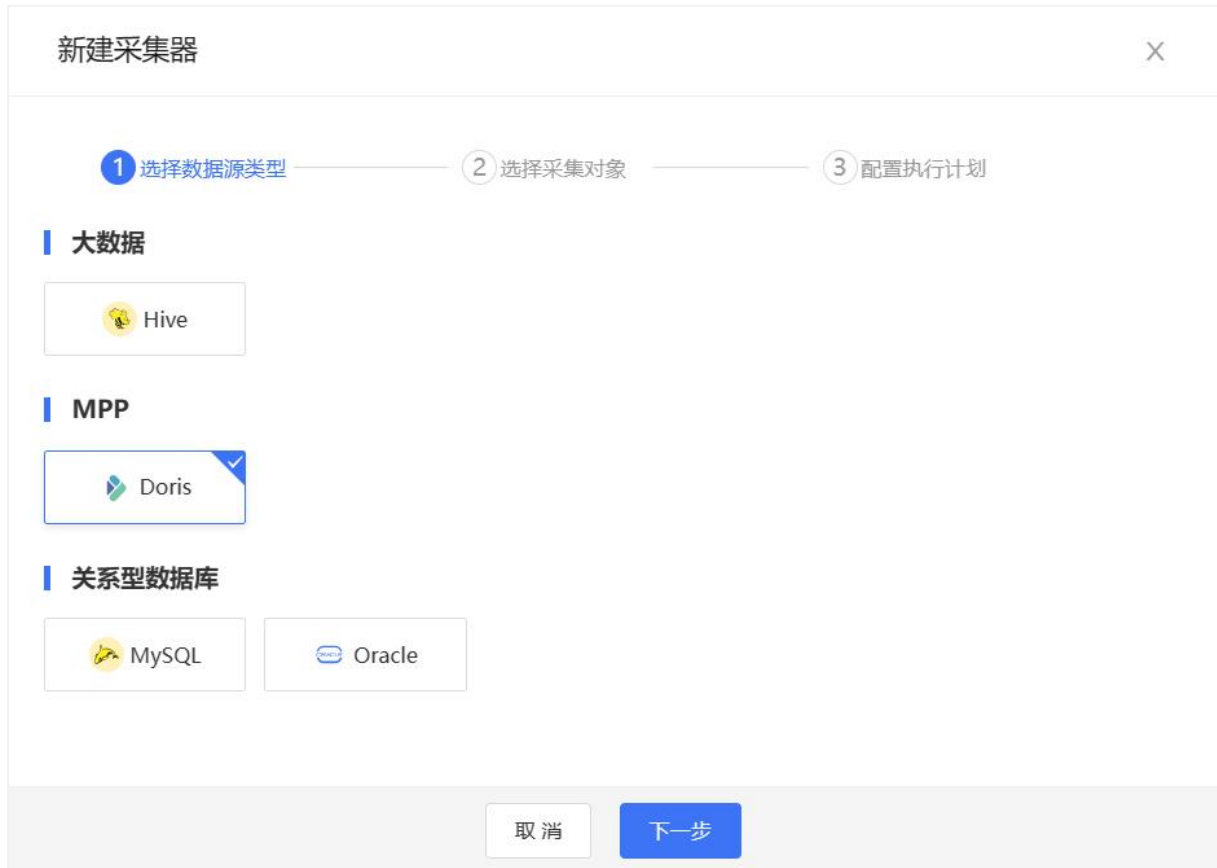 新建采集器
1 选择数据源类型 2 选择采集对象 3 配置执行计划
大数据
Hive
MPP
Doris
关系型数据库
MySQL Oracle
取 消 下一步